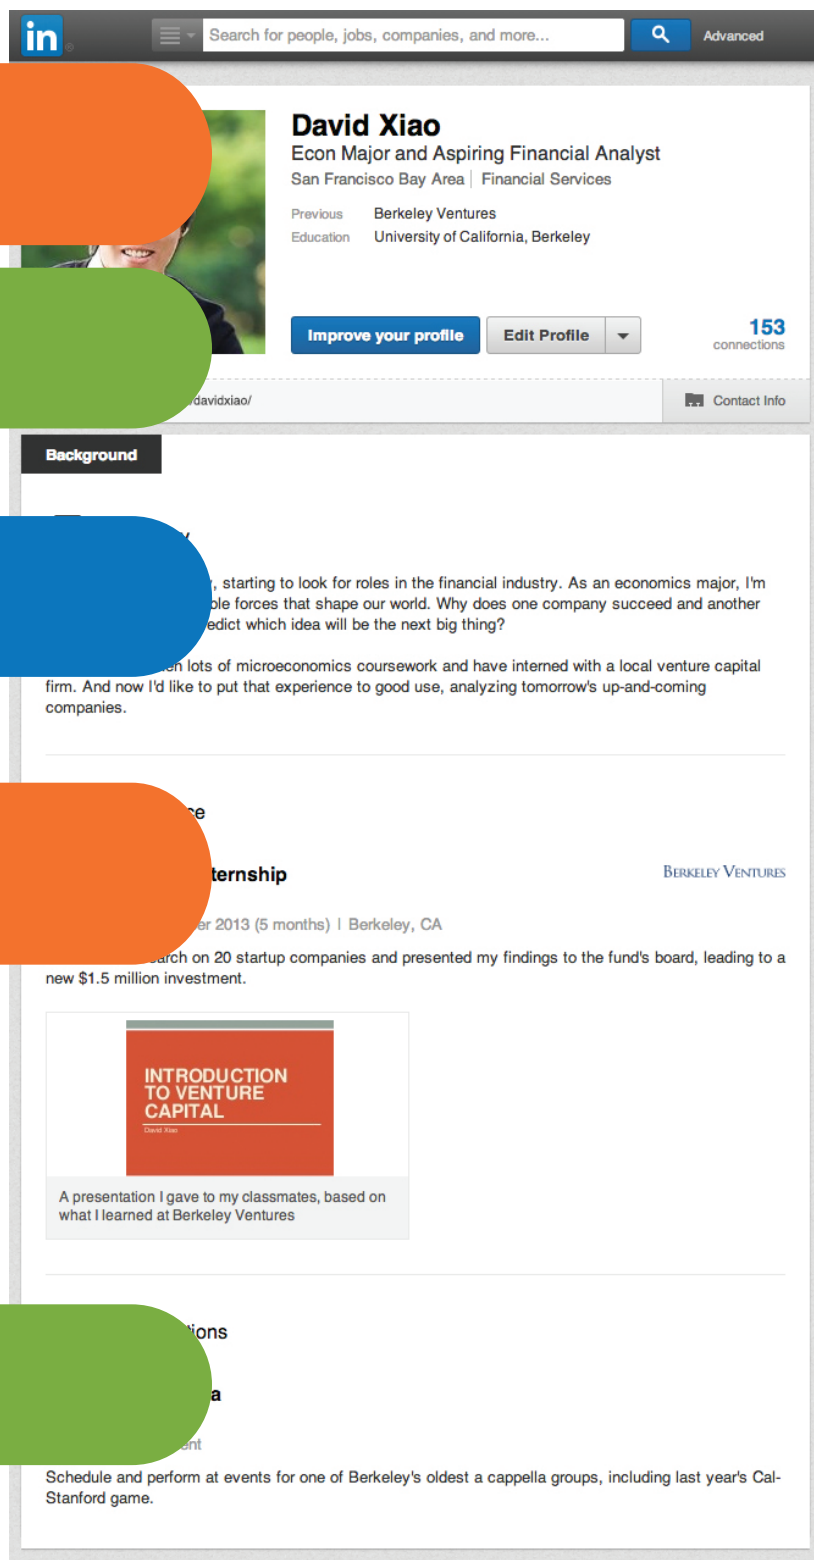 in
Search for people, jobs, companies, and more...
Advanced
David Xiao
Econ Major and Aspiring Financial Analyst
San Francisco Bay Area | Financial Services
Previous Berkeley Ventures
Education University of California, Berkeley
Improve your profile
Edit Profile
153
connections
/davidxiao/
Contact Info
Background
, starting to look for roles in the financial industry. As an economics major, I'm
forces that shape our world. Why does one company succeed and another
which idea will be the next big thing?
lots of microeconomics coursework and have interned with a local venture capital
firm. And now I'd like to put that experience to good use, analyzing tomorrow's up-and-coming
companies.
BERKELEY VENTURES
2013 (5 months) | Berkeley, CA
on 20 startup companies and presented my findings to the fund's board, leading to a
new $1.5 million investment.
INTRODUCTION
TO VENTURE
CAPITAL
David Xiao
A presentation I gave to my classmates, based on
what I learned at Berkeley Ventures
Schedule and perform at events for one of Berkeley's oldest a cappella groups, including last year's Cal-
Stanford game.